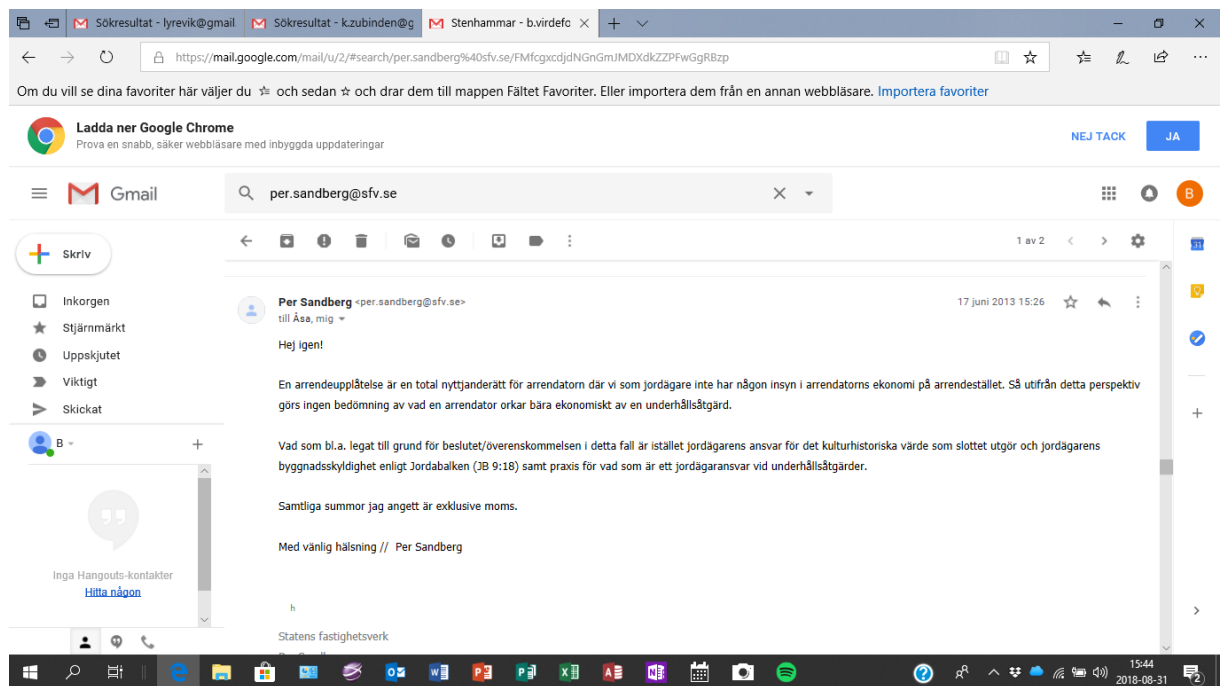 Sökresultat - lyrevik@gmail
Sökresultat - k.zubinden@g
Stenhammar - b.virdefo
https://mail.google.com/mail/u/2/#search/per.sandberg%40sfv.se/FMfcgxcdjdNGnGmJMDXdkZZPFwGgRBzp
Om du vill se dina favoriter här väljer du och sedan och drar dem till mappen Fältet Favoriter. Eller importera dem från en annan webbläsare. Importera favoriter
Ladda ner Google Chrome
Prova en snabb, säker webbläsare med inbyggda uppdateringar
NEJ TACK
JA
Gmail
per.sandberg@sfv.se
B
Skriv
1 av 2
31
Inkorgen
Stjärnmärkt
Uppskjutet
Viktigt
Skickat
B
Inga Hangouts-kontakter
Hitta någon
Per Sandberg <per.sandberg@sfv.se>
17 juni 2013 15:26
till Åsa, mig
Hej igen!
En arrendeupplåtelse är en total nyttjanderätt för arrendatorn där vi som jordägare inte har någon insyn i arrendatorns ekonomi på arrendestället. Så utifrån detta perspektiv
görs ingen bedömning av vad en arrendator orkar bära ekonomiskt av en underhållsåtgärd.
Vad som bl.a. legat till grund för beslutet/överenskommelsen i detta fall är istället jordägarens ansvar för det kulturhistoriska värde som slottet utgör och jordägarens
byggnadsskyldighet enligt Jordabalken (JB 9:18) samt praxis för vad som är ett jordägaransvar vid underhållsåtgärder.
Samtliga summor jag angett är exklusive moms.
Med vänlig hälsning // Per Sandberg
h
Statens fastighetsverk
15:44
2018-08-31